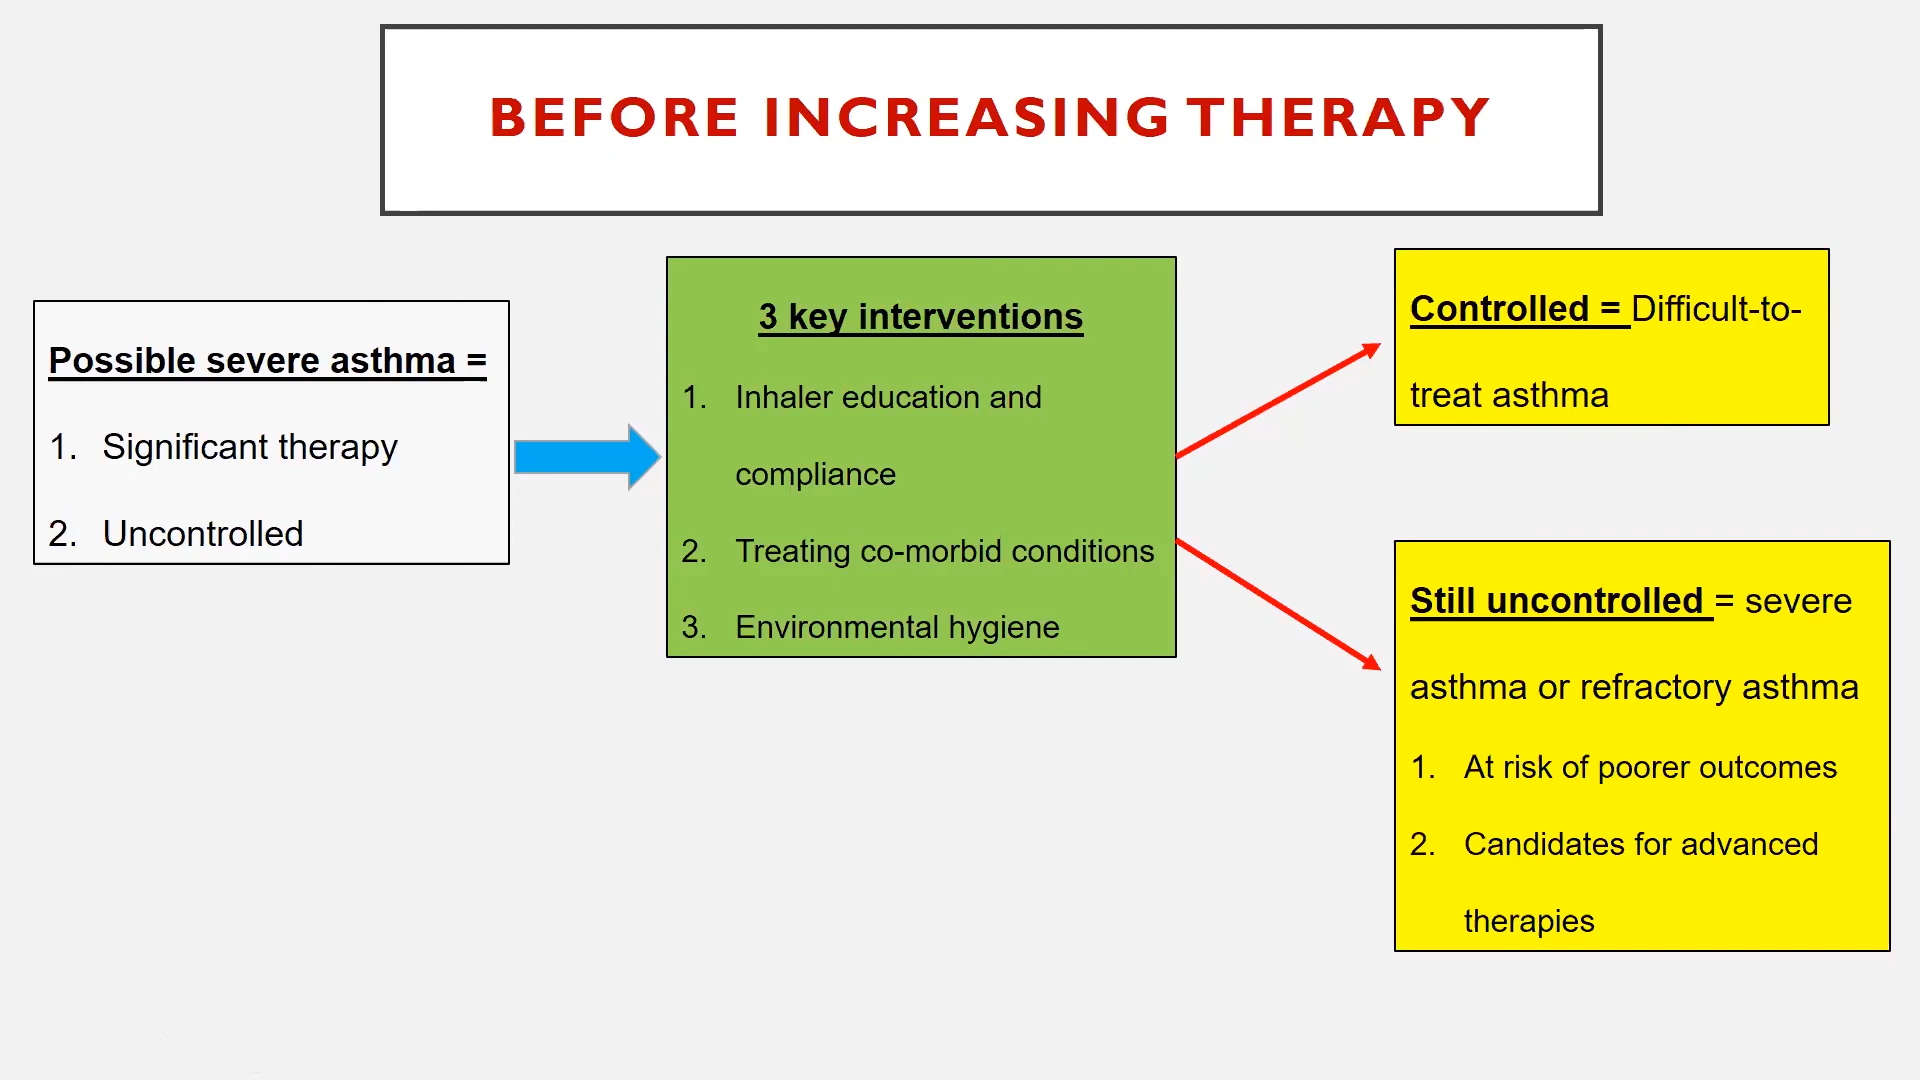 BEFORE INCREASING THERAPY
Possible severe asthma =
1. Significant therapy
2. Uncontrolled
3 key interventions
1. Inhaler education and
compliance
2. Treating co-morbid conditions
3. Environmental hygiene
Controlled = Difficult-to-
treat asthma
Still uncontrolled = severe
asthma or refractory asthma
1. At risk of poorer outcomes
2. Candidates for advanced
therapies